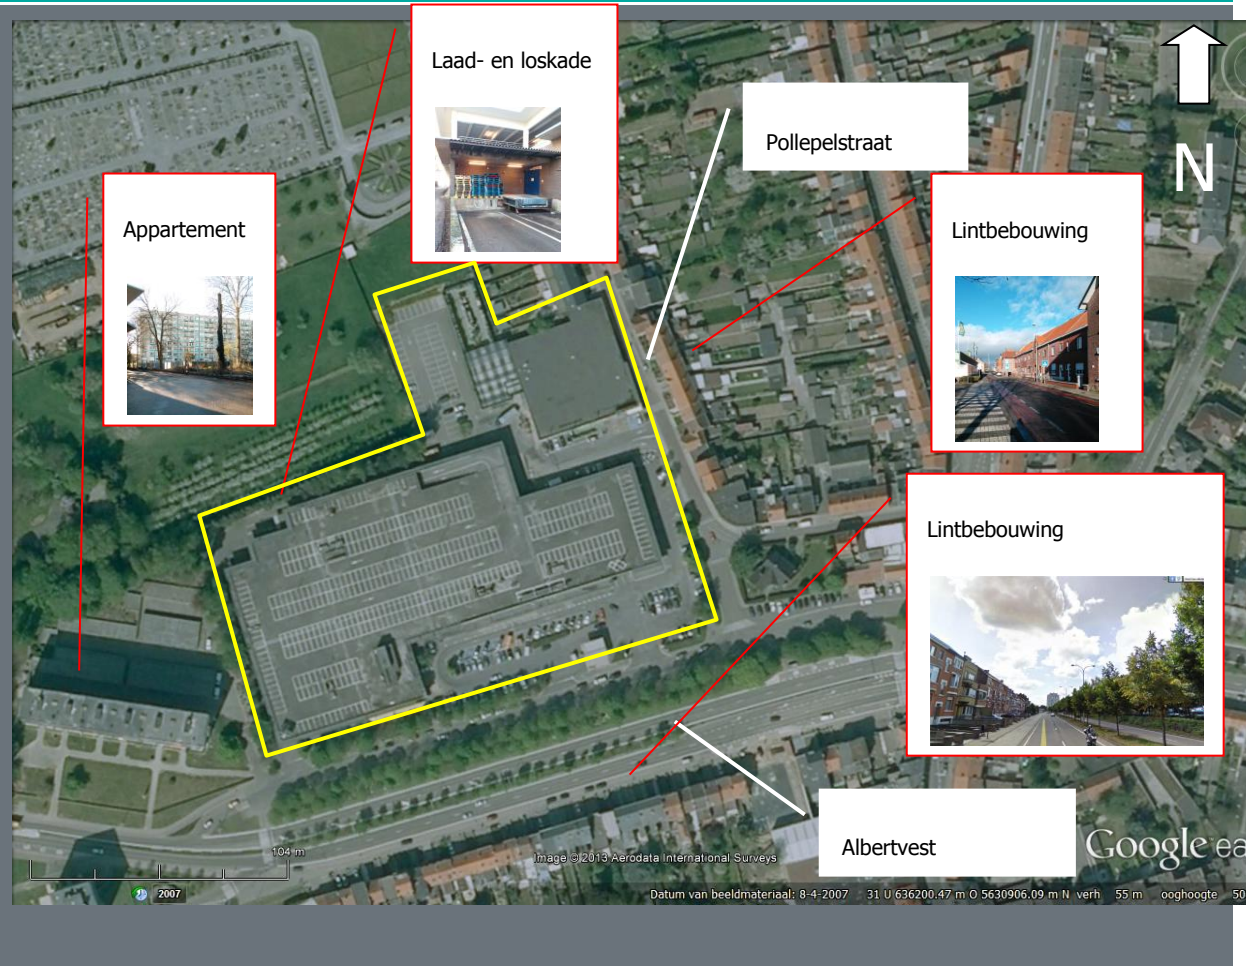 Laad- en loskade
Pollepelstraat
N
Appartement
Lintbebouwing
Lintbebouwing
Albertvest
Google ea
104 m
Image © 2013 Aerodata International Surveys
2007
Datum van beeldmateriaal: 8-4-2007 31 U 636200.47 m O 5630906.09 m N verh 55 m ooghoogte 50